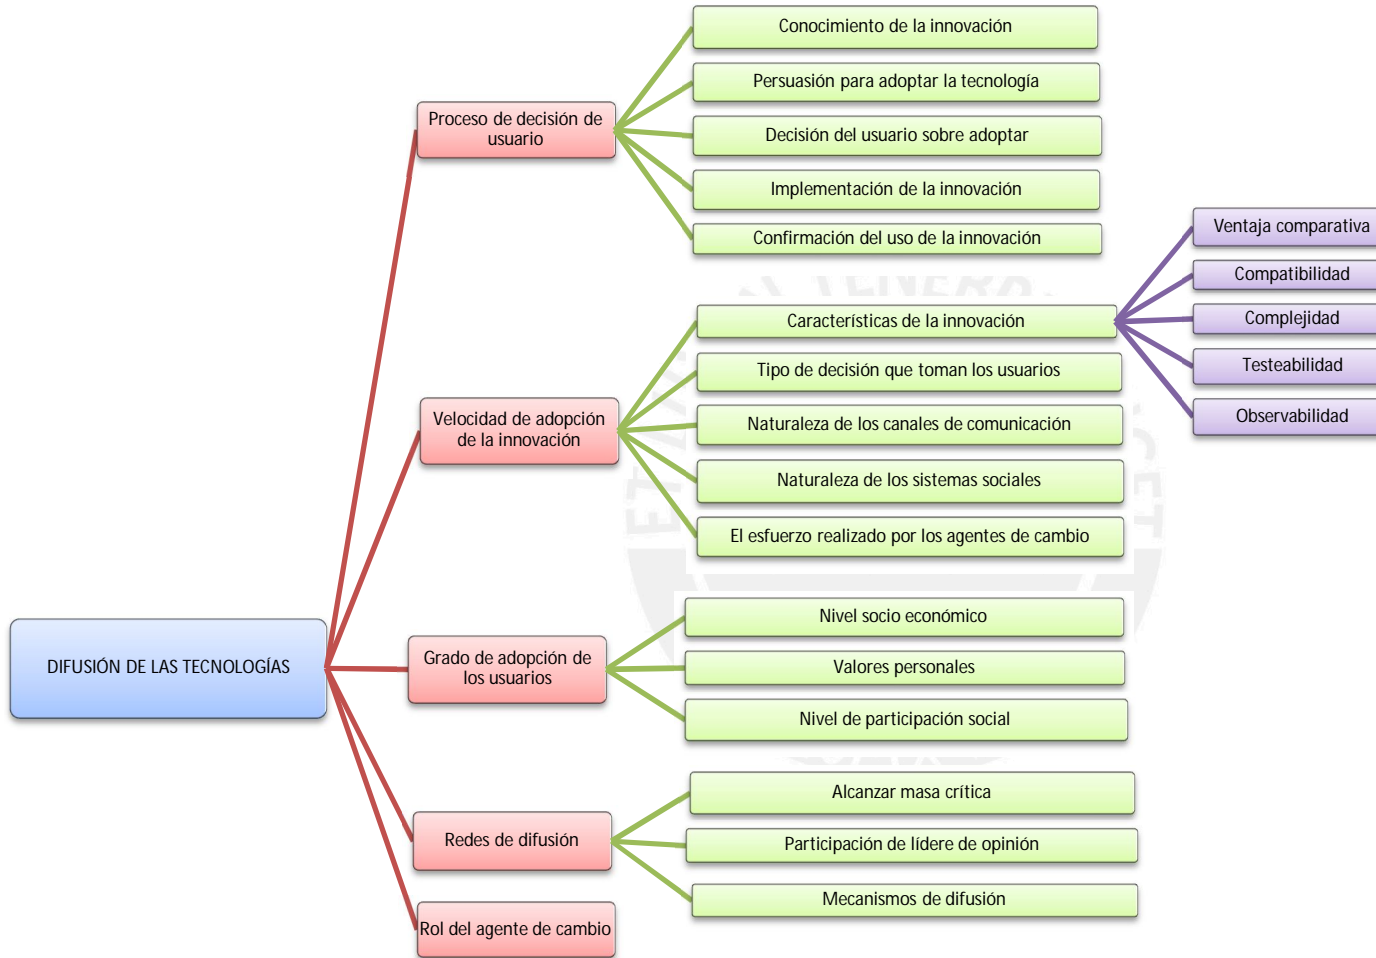 DIFUSIÓN DE LAS TECNOLOGÍAS
Proceso de decisión de
usuario
Conocimiento de la innovación
Persuasión para adoptar la tecnología
Decisión del usuario sobre adoptar
Implementación de la innovación
Confirmación del uso de la innovación
Velocidad de adopción
de la innovación
Características de la innovación
Ventaja comparativa
Compatibilidad
Complejidad
Testeabilidad
Observabilidad
Tipo de decisión que toman los usuarios
Naturaleza de los canales de comunicación
Naturaleza de los sistemas sociales
El esfuerzo realizado por los agentes de cambio
Grado de adopción de
los usuarios
Nivel socio económico
Valores personales
Nivel de participación social
Redes de difusión
Alcanzar masa crítica
Participación de lídere de opinión
Mecanismos de difusión
Rol del agente de cambio